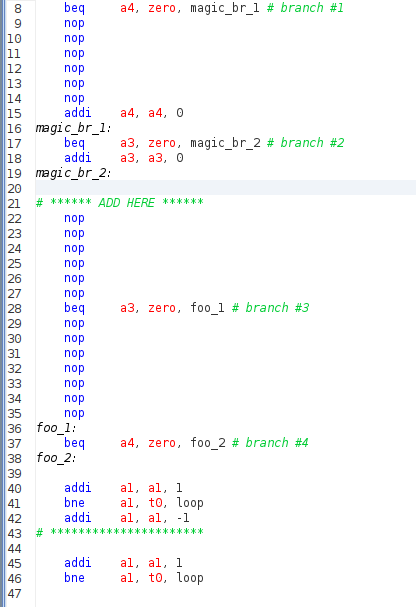 8 beq a4, zero, magic_br_1 # branch #1
9 nop
10 nop
11 nop
12 nop
13 nop
14 nop
15 addi a4, a4, 0
16 magic_br_1:
17 beq a3, zero, magic_br_2 # branch #2
18 addi a3, a3, 0
19 magic_br_2:
20
21 # ****** ADD HERE ******
22 nop
23 nop
24 nop
25 nop
26 nop
27 nop
28 beq a3, zero, foo_1 # branch #3
29 nop
30 nop
31 nop
32 nop
33 nop
34 nop
35 nop
36 foo_1:
37 beq a4, zero, foo_2 # branch #4
38 foo_2:
39
40 addi a1, a1, 1
41 bne a1, t0, loop
42 addi a1, a1, -1
43 # **********************
44
45 addi a1, a1, 1
46 bne a1, t0, loop
47